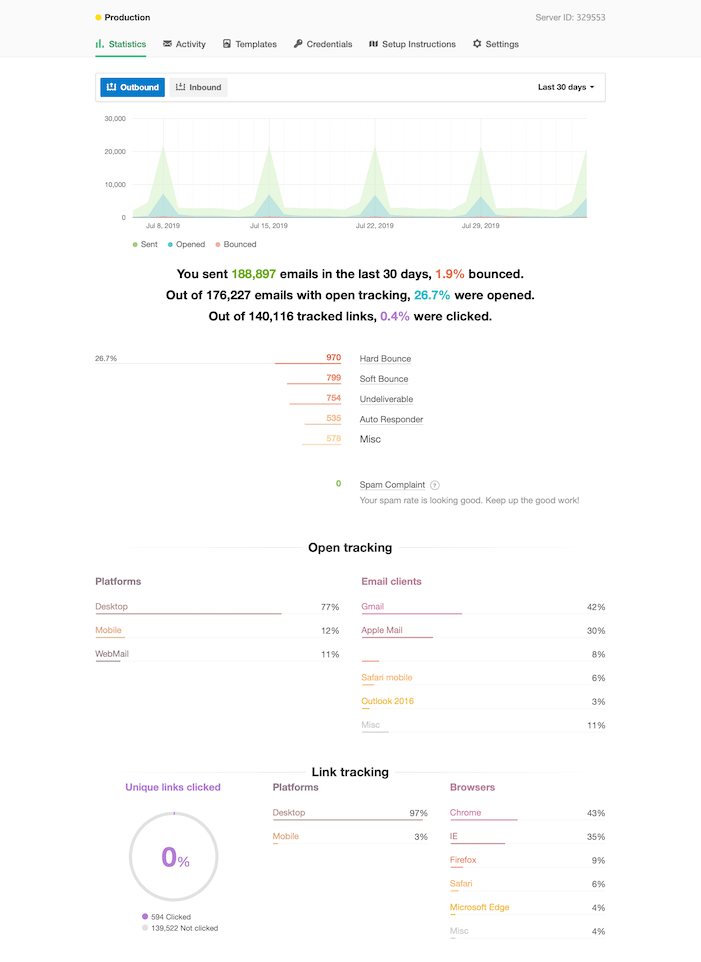 Production
Server ID: 329553
Statistics Activity Templates Credentials Setup Instructions Settings
Outbound Inbound Last 30 days
30,000
20,000
10,000
0
Jul 8, 2019 Jul 15, 2019 Jul 22, 2019 Jul 29, 2019
Sent Opened Bounced
You sent 188,897 emails in the last 30 days, 1.9% bounced.
Out of 176,227 emails with open tracking, 26.7% were opened.
Out of 140,116 tracked links, 0.4% were clicked.
26.7% 970 Hard Bounce
799 Soft Bounce
754 Undeliverable
535 Auto Responder
578 Misc
0 Spam Complaint ?
Your spam rate is looking good. Keep up the good work!
Open tracking
Platforms
Desktop 77%
Mobile 12%
WebMail 11%
Email clients
Gmail 42%
Apple Mail 30%
8%
Safari mobile 6%
Outlook 2016 3%
Misc 11%
Link tracking
Unique links clicked
0%
594 Clicked
139,522 Not clicked
Platforms
Desktop 97%
Mobile 3%
Browsers
Chrome 43%
IE 35%
Firefox 9%
Safari 6%
Microsoft Edge 4%
Misc 4%